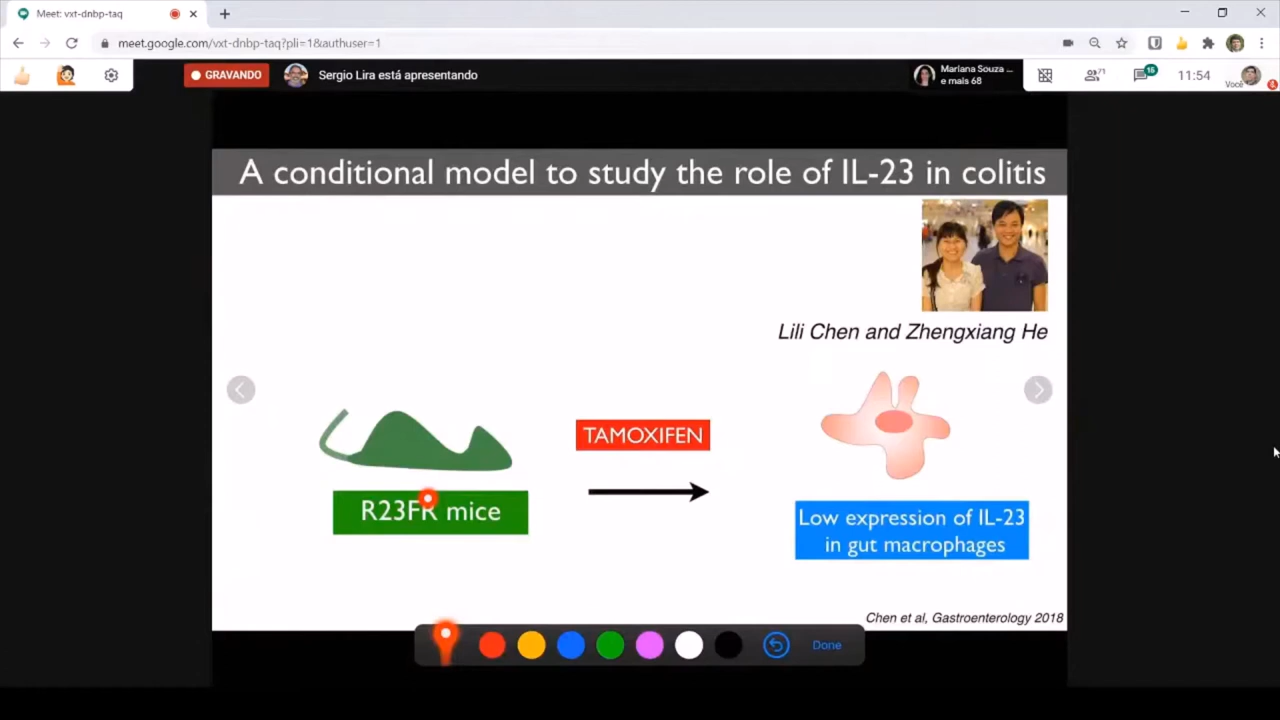 Meet: vxt-dnbp-taq
meet.google.com/vxt-dnbp-taq?pli=1&authuser=1
GRAVANDO
Sergio Lira está apresentando
Mariana Souza ...
e mais 68
71
15
11:54
Você
A conditional model to study the role of IL-23 in colitis
Lili Chen and Zhengxiang He
TAMOXIFEN
R23FR mice
Low expression of IL-23
in gut macrophages
Chen et al, Gastroenterology 2018
Done